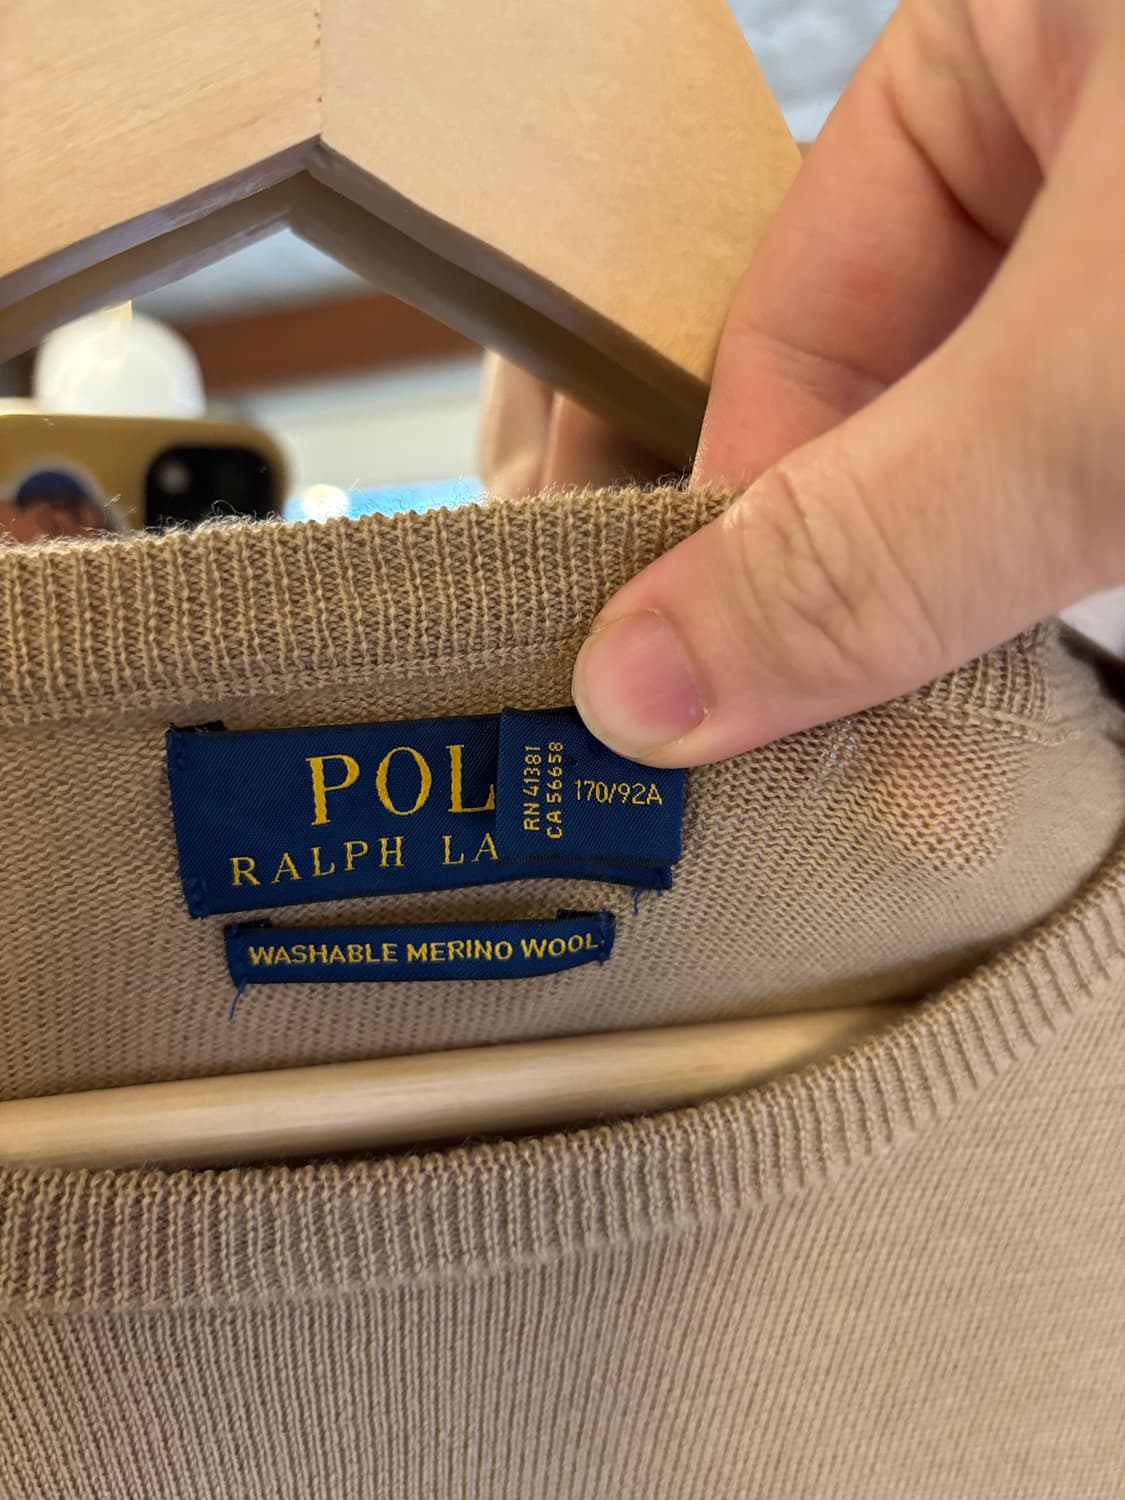 POL
RALPH LA
RN 41381
CA 56658
170/92A
WASHABLE MERINO WOOL